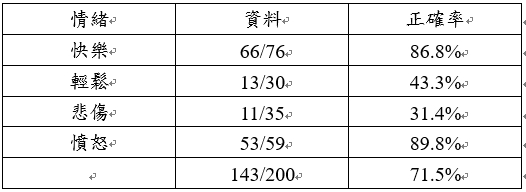 情緒 資料 正確率
快樂 66/76 86.8%
輕鬆 13/30 43.3%
悲傷 11/35 31.4%
憤怒 53/59 89.8%
143/200 71.5%